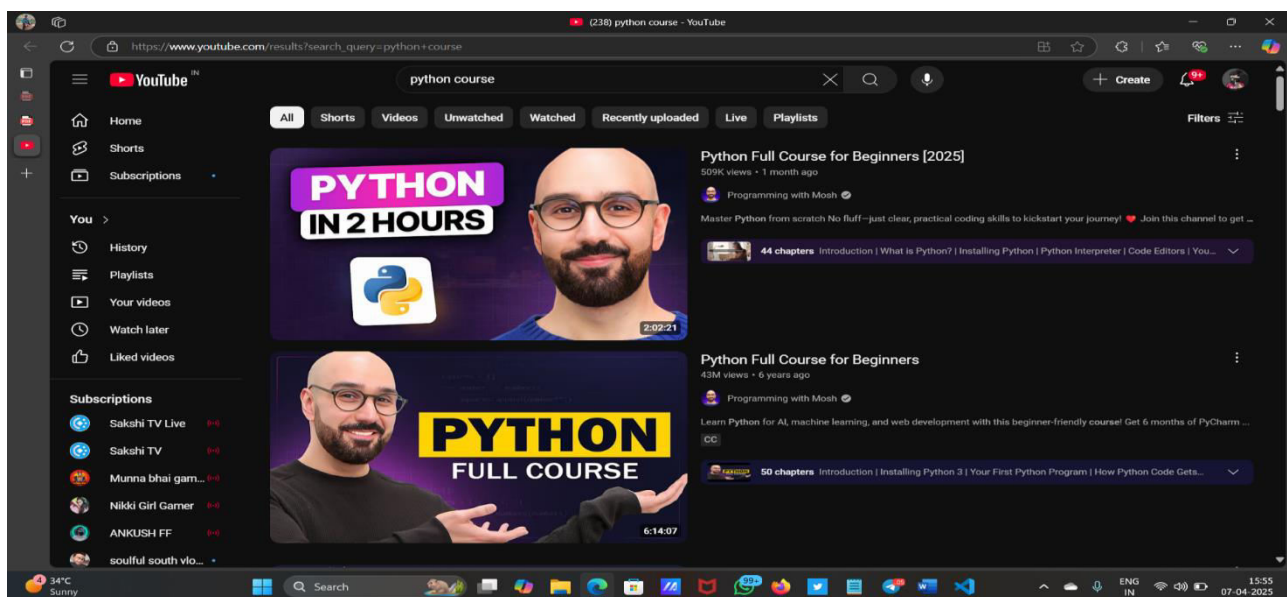 (238) python course - YouTube
https://www.youtube.com/results?search_query=python+course
YouTube IN
python course
Create
9+
All Shorts Videos Unwatched Watched Recently uploaded Live Playlists Filters
Home
Shorts
Subscriptions
You >
History
Playlists
Your videos
Watch later
Liked videos
Subscriptions
Sakshi TV Live
Sakshi TV
Munna bhai gam...
Nikki Girl Gamer
ANKUSH FF
soulful south vlo...
PYTHON
IN 2 HOURS
2:02:21
Python Full Course for Beginners [2025]
509K views • 1 month ago
Programming with Mosh
Master Python from scratch No fluff—just clear, practical coding skills to kickstart your journey! ❤️ Join this channel to get ...
44 chapters Introduction | What is Python? | Installing Python | Python Interpreter | Code Editors | You...
PYTHON
FULL COURSE
6:14:07
Python Full Course for Beginners
43M views • 6 years ago
Programming with Mosh
Learn Python for AI, machine learning, and web development with this beginner-friendly course! Get 6 months of PyCharm ...
CC
50 chapters Introduction | Installing Python 3 | Your First Python Program | How Python Code Gets...
4
34°C
Sunny
Search
99+
ENG
IN
15:55
07-04-2025